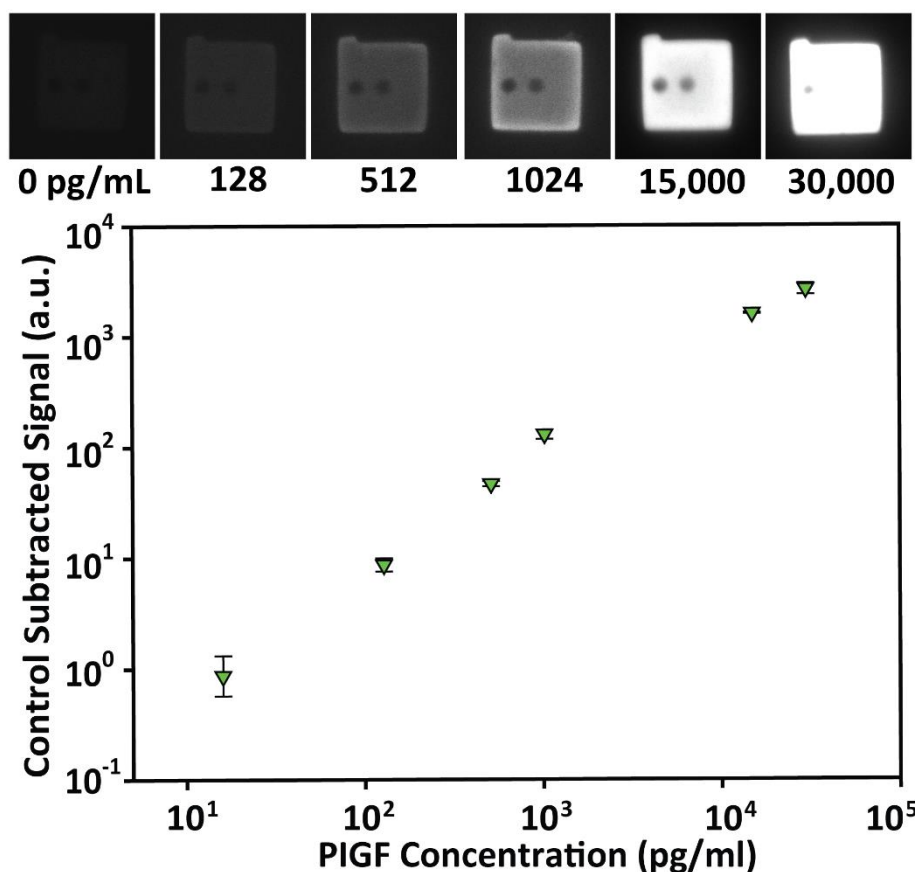 0 pg/mL 128 512 1024 15,000 30,000
Control Subtracted Signal (a.u.)
10⁴
10³
10²
10¹
10⁰
10⁻¹
10¹ 10² 10³ 10⁴ 10⁵
PIGF Concentration (pg/ml)